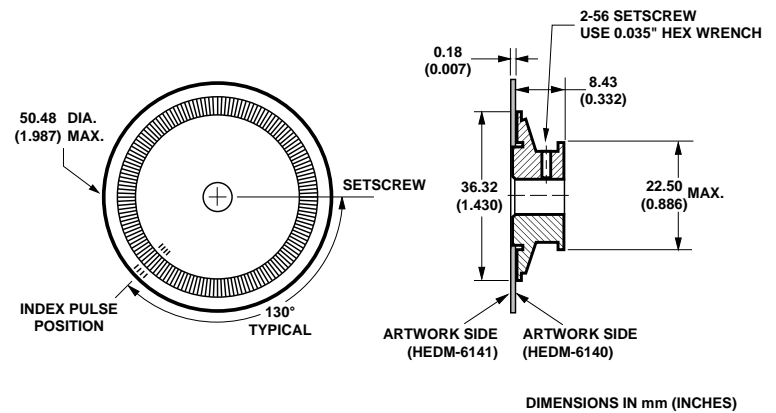 2-56 SETSCREW
USE 0.035" HEX WRENCH
0.18
(0.007)
8.43
(0.332)
50.48 DIA.
(1.987) MAX.
SETSCREW
36.32
(1.430)
22.50 MAX.
(0.886)
INDEX PULSE
POSITION
130°
TYPICAL
ARTWORK SIDE
(HEDM-6141)
ARTWORK SIDE
(HEDM-6140)
DIMENSIONS IN mm (INCHES)